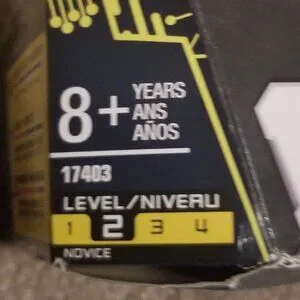 8+ YEARS
ANS
AÑOS
17403
LEVEL/NIVEAU
1 2 3 4
NOVICE